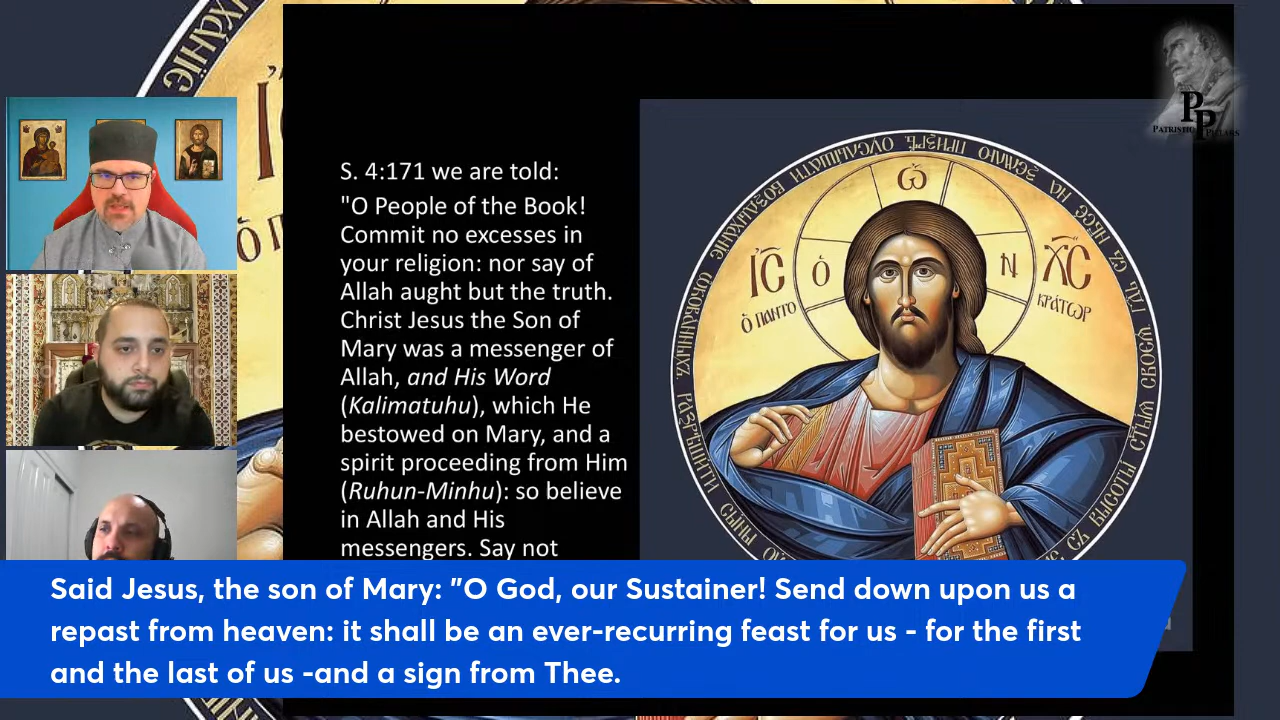 S. 4:171 we are told:
"O People of the Book!
Commit no excesses in
your religion: nor say of
Allah aught but the truth.
Christ Jesus the Son of
Mary was a messenger of
Allah, and His Word
(Kalimatuhu), which He
bestowed on Mary, and a
spirit proceeding from Him
(Ruhun-Minhu): so believe
in Allah and His
messengers. Say not
ῶ
ὁ
Ν
ὁ ΠΑΝΤΟ
ΚΡΑΤΩΡ
PP
PATRISTIC PILLARS
Said Jesus, the son of Mary: "O God, our Sustainer! Send down upon us a
repast from heaven: it shall be an ever-recurring feast for us - for the first
and the last of us -and a sign from Thee.